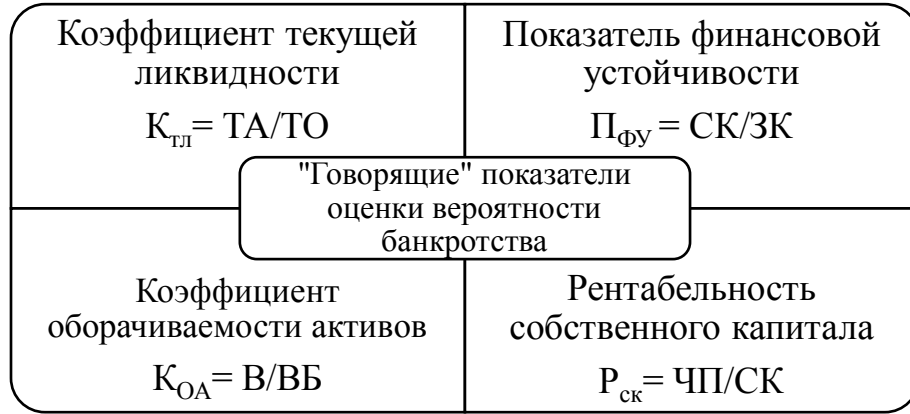 Коэффициент текущей
ликвидности
Ктл= ТА/ТО
Показатель финансовой
устойчивости
ПФУ = СК/ЗК
"Говорящие" показатели
оценки вероятности
банкротства
Коэффициент
оборачиваемости активов
КОА= В/ВБ
Рентабельность
собственного капитала
Рск= ЧП/СК